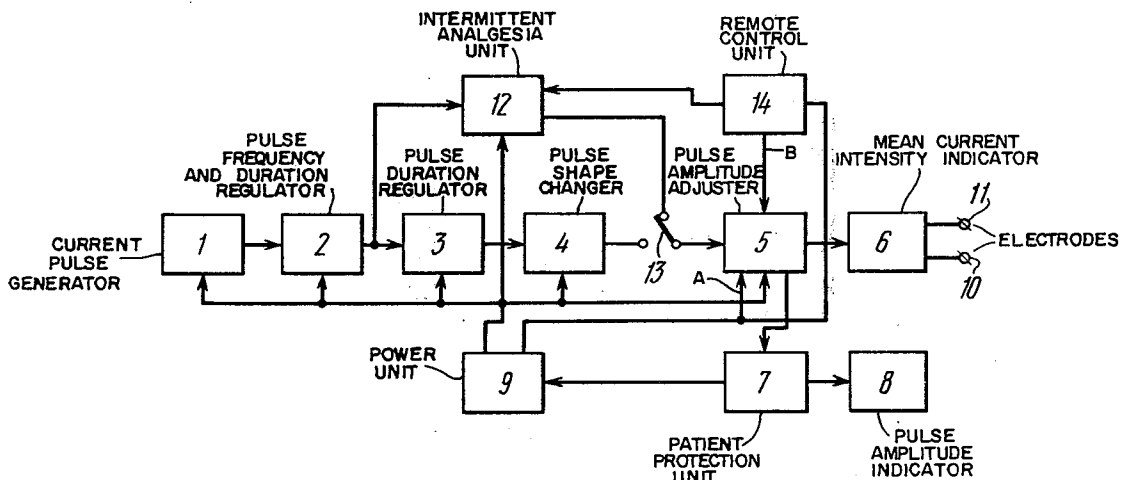 INTERMITTENT
ANALGESIA
UNIT
REMOTE
CONTROL
UNIT
12
14
PULSE
FREQUENCY
AND DURATION
REGULATOR
PULSE
DURATION
REGULATOR
PULSE
SHAPE
CHANGER
PULSE
AMPLITUDE
ADJUSTER
B
MEAN CURRENT
INTENSITY INDICATOR
CURRENT
PULSE
GENERATOR
1
2
3
4
13
5
6
11
ELECTRODES
10
A
POWER
UNIT
9
7
8
PATIENT
PROTECTION
UNIT
PULSE
AMPLITUDE
INDICATOR